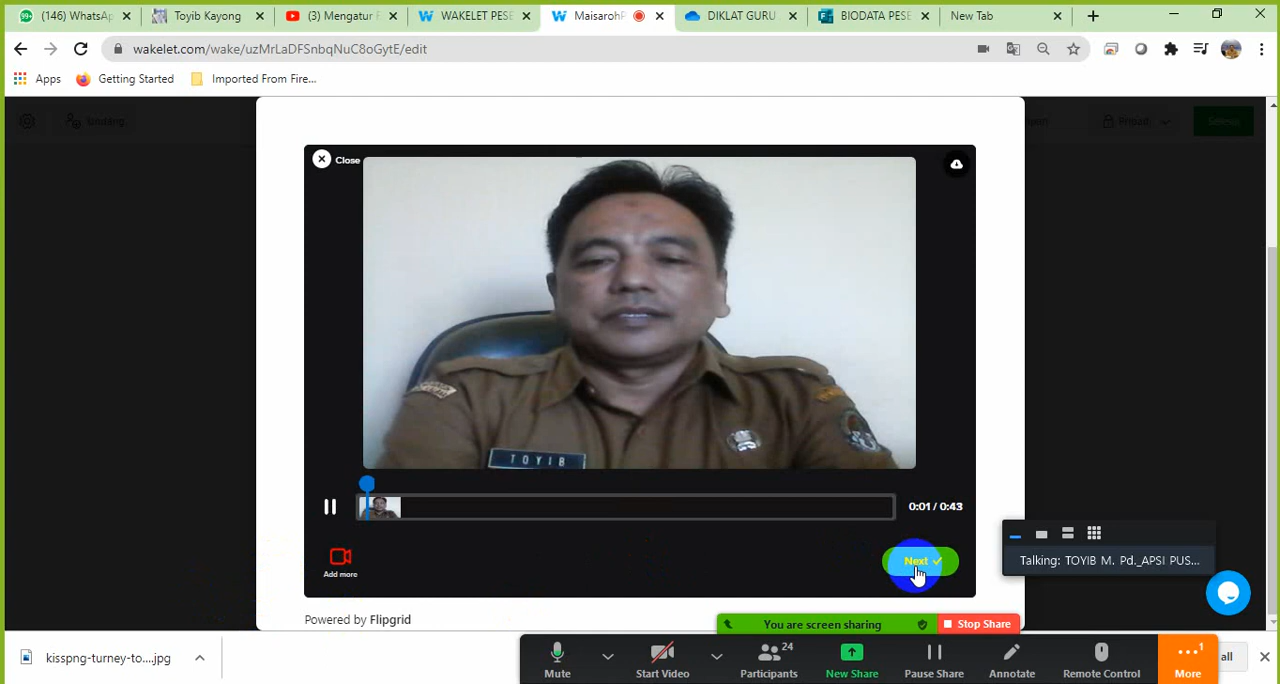 99+ (146) WhatsAp
Toyib Kayong
(3) Mengatur
WAKELET PESE
Maisaroh
DIKLAT GURU
BIODATA PESE
New Tab
wakelet.com/wake/uzMrLaDFSnbqNuC8oGytE/edit
Apps
Getting Started
Imported From Fire...
Close
TOYIB
0:01 / 0:43
Add more
Next
Talking: TOYIB M. Pd._APSI PUS...
Powered by Flipgrid
You are screen sharing
Stop Share
kisspng-turney-to....jpg
Mute
Start Video
Participants
24
New Share
Pause Share
Annotate
Remote Control
1
More
all